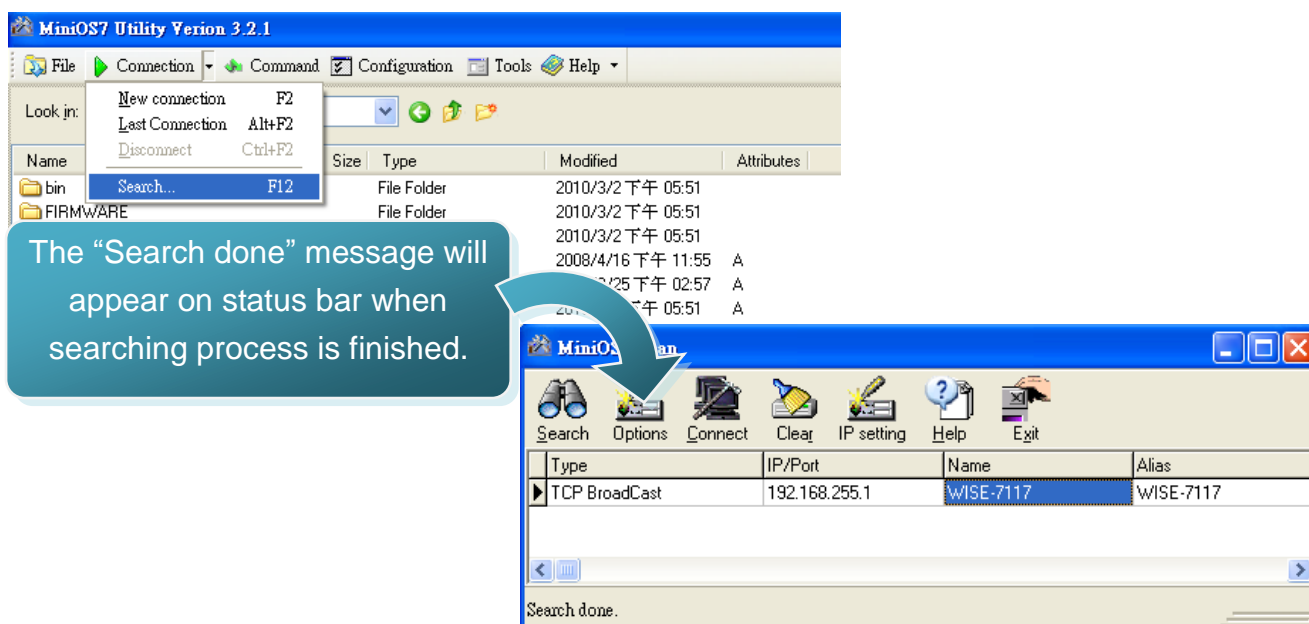 MiniOS7 Utility Verion 3.2.1
File Connection Command Configuration Tools Help
Look in:
New connection F2
Last Connection Alt+F2
Disconnect Ctrl+F2
Search... F12
Name Size Type Modified Attributes
bin File Folder 2010/3/2 下午 05:51
FIRMWARE File Folder 2010/3/2 下午 05:51
2010/3/2 下午 05:51
2008/4/16 下午 11:55 A
/25 下午 02:57 A
下午 05:51 A
The “Search done” message will
appear on status bar when
searching process is finished.
Search Options Connect Clear IP setting Help Exit
Type IP/Port Name Alias
TCP BroadCast 192.168.255.1 WISE-7117 WISE-7117
Search done.